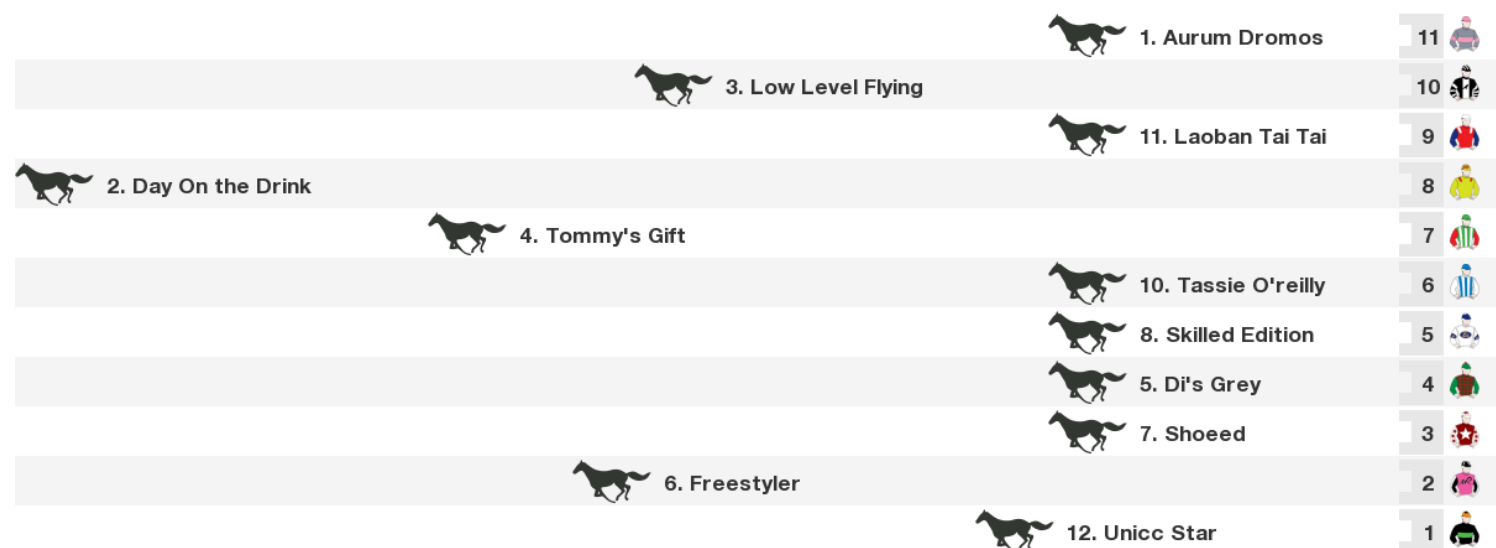 1. Aurum Dromos 11
3. Low Level Flying 10
11. Laoban Tai Tai 9
2. Day On the Drink 8
4. Tommy's Gift 7
10. Tassie O'reilly 6
8. Skilled Edition 5
5. Di's Grey 4
7. Shoeed 3
6. Freestyler 2
12. Unicc Star 1